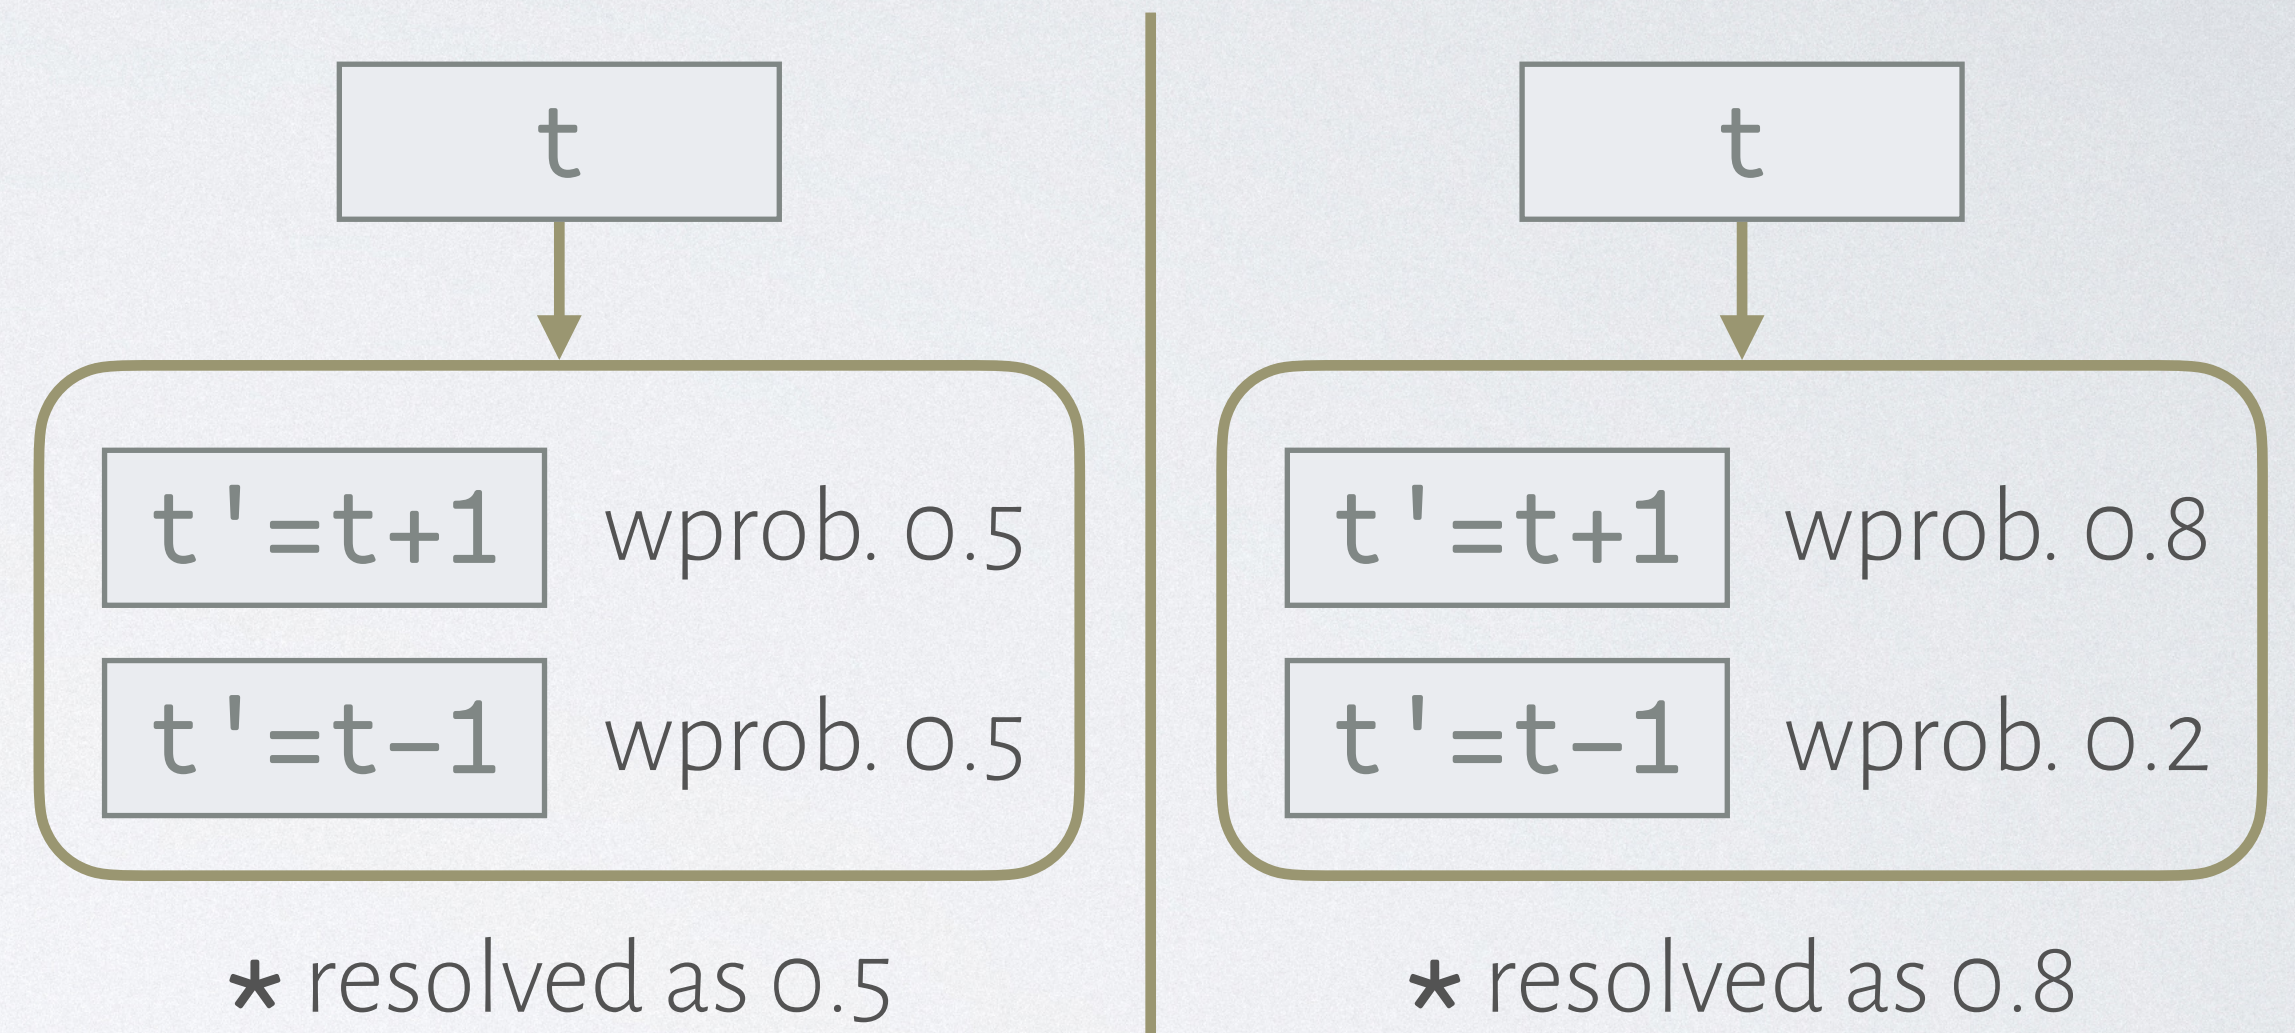 t
t'=t+1 wprob. 0.5
t'=t-1 wprob. 0.5
* resolved as 0.5
t
t'=t+1 wprob. 0.8
t'=t-1 wprob. 0.2
* resolved as 0.8